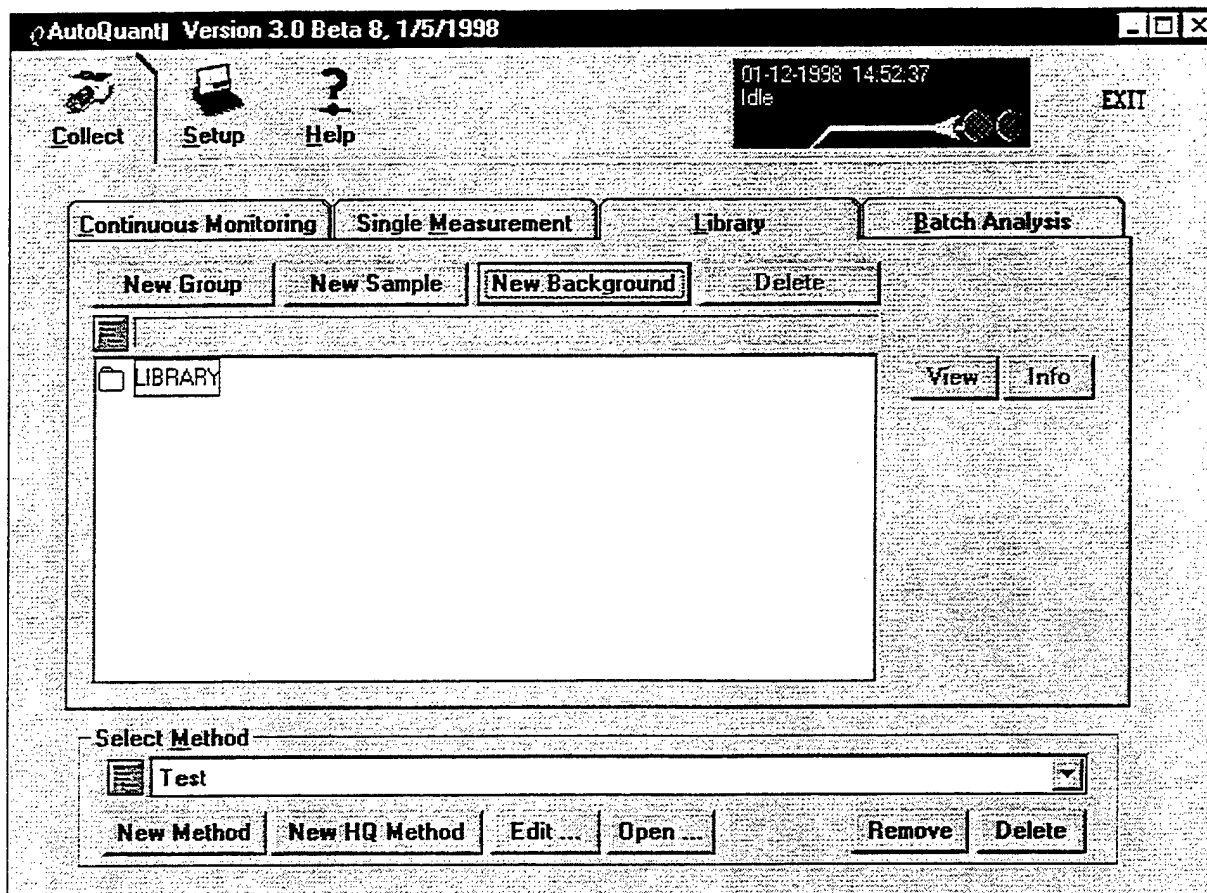 AutoQuant Version 3.0 Beta 8, 1/5/1998
01-12-1998 14:52:37
Idle
EXIT
Collect Setup Help
Continuous Monitoring Single Measurement Library Batch Analysis
New Group New Sample New Background Delete
LIBRARY
View Info
Select Method
Test
New Method New HQ Method Edit ... Open ... Remove Delete